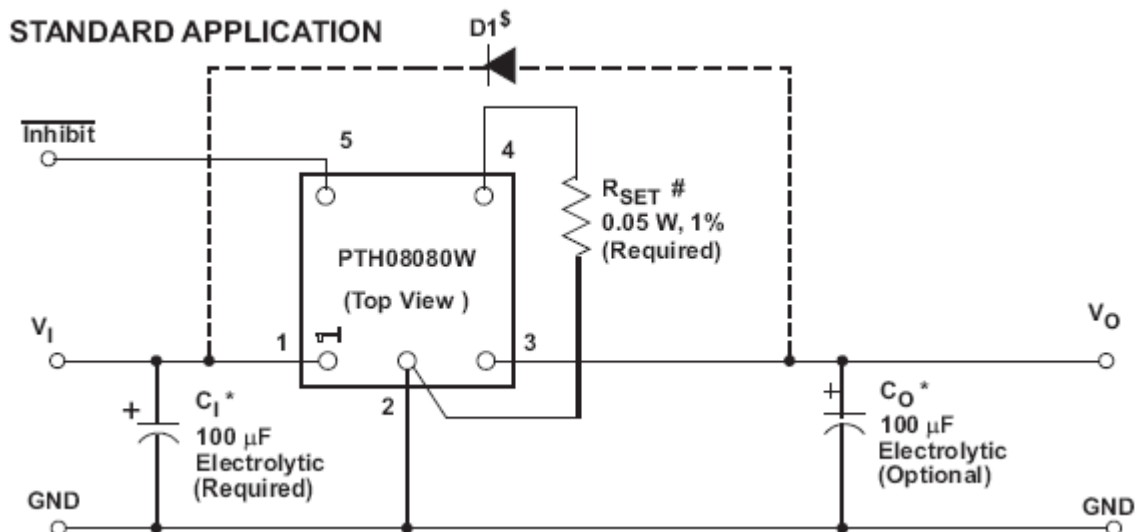 STANDARD APPLICATION
D1$
Inhibit
5
4
RSET #
0.05 W, 1%
(Required)
PTH08080W
(Top View )
VI
1
3
VO
2
+
CI *
100 μF
Electrolytic
(Required)
+
CO *
100 μF
Electrolytic
(Optional)
GND
GND